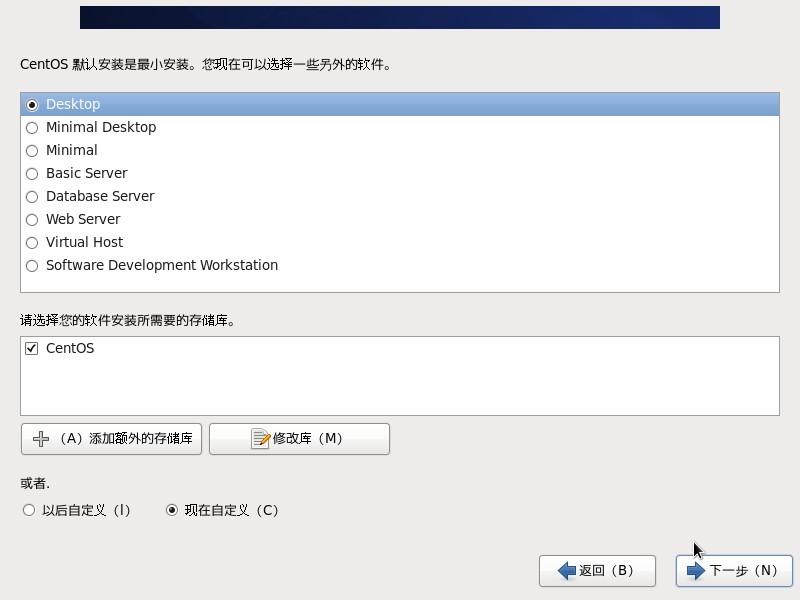 CentOS 默认安装是最小安装。您现在可以选择一些另外的软件。
Desktop
Minimal Desktop
Minimal
Basic Server
Database Server
Web Server
Virtual Host
Software Development Workstation
请选择您的软件安装所需要的存储库。
CentOS
（A）添加额外的存储库 修改库（M）
或者.
以后自定义（l） 现在自定义（C）
返回（B） 下一步（N）